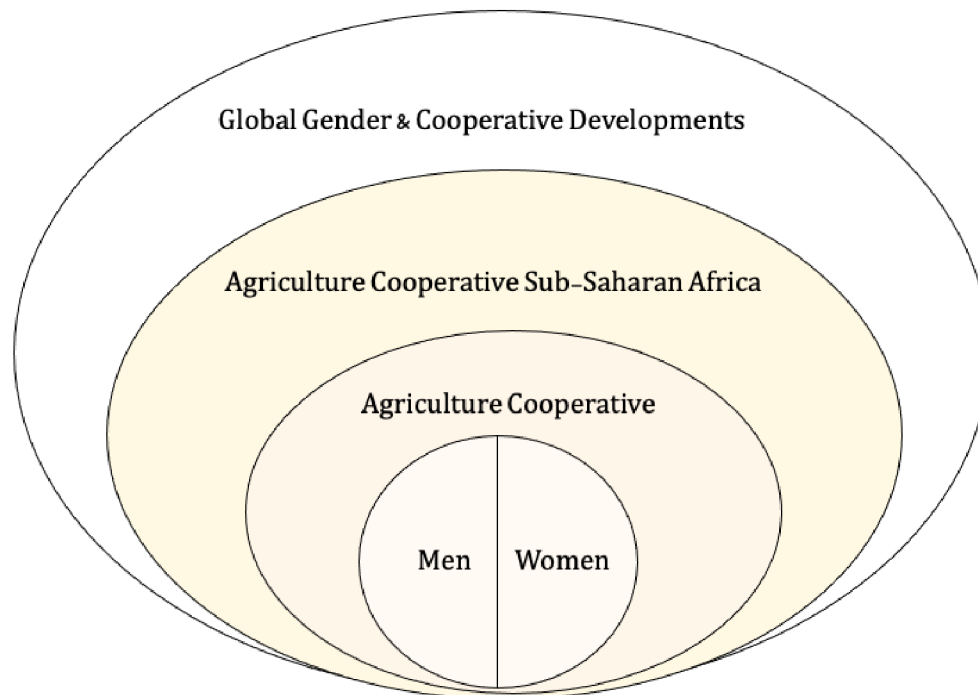 Global Gender & Cooperative Developments
Agriculture Cooperative Sub-Saharan Africa
Agriculture Cooperative
Men Women